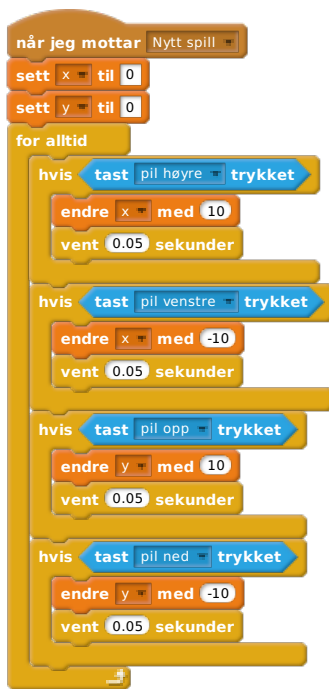 når jeg mottar Nytt spill
sett x til 0
sett y til 0
for alltid
hvis tast pil høyre trykket
endre x med 10
vent 0.05 sekunder
hvis tast pil venstre trykket
endre x med -10
vent 0.05 sekunder
hvis tast pil opp trykket
endre y med 10
vent 0.05 sekunder
hvis tast pil ned trykket
endre y med -10
vent 0.05 sekunder